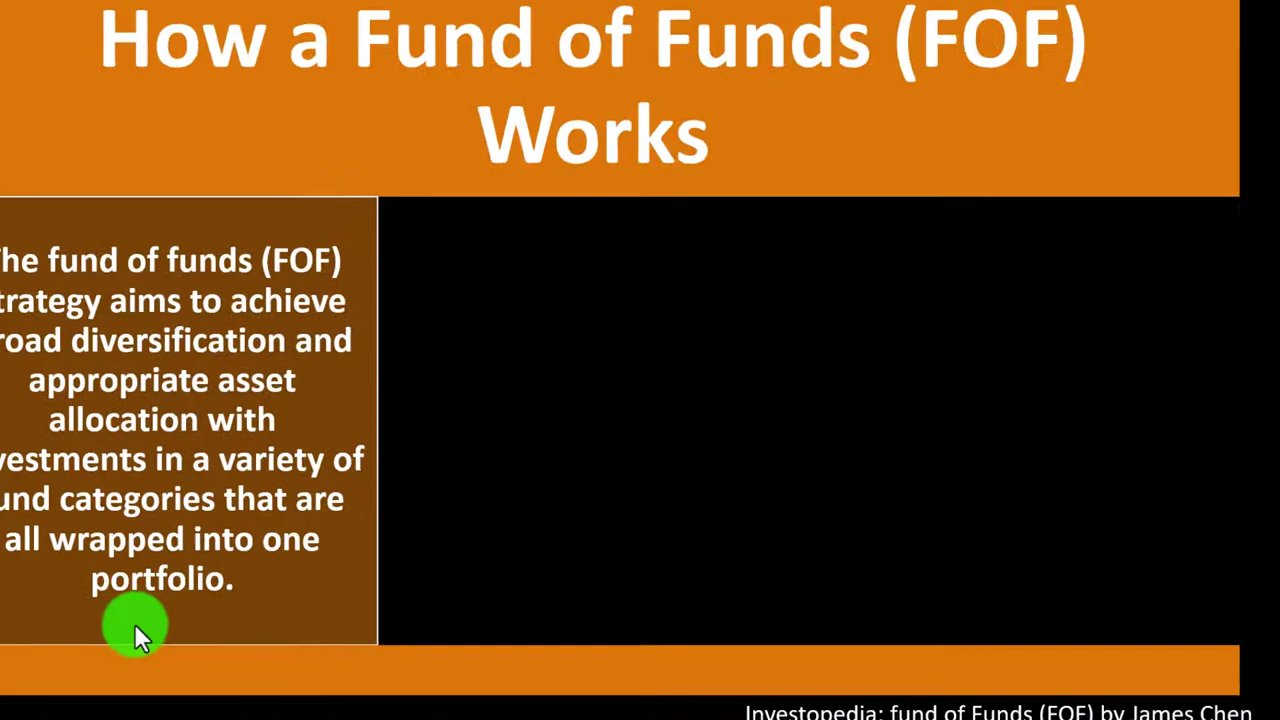 How a Fund of Funds (FOF)
Works
he fund of funds (FOF)
trategy aims to achieve
road diversification and
appropriate asset
allocation with
vestments in a variety of
und categories that are
all wrapped into one
portfolio.
Investopedia: fund of Funds (FOF) by James Chen